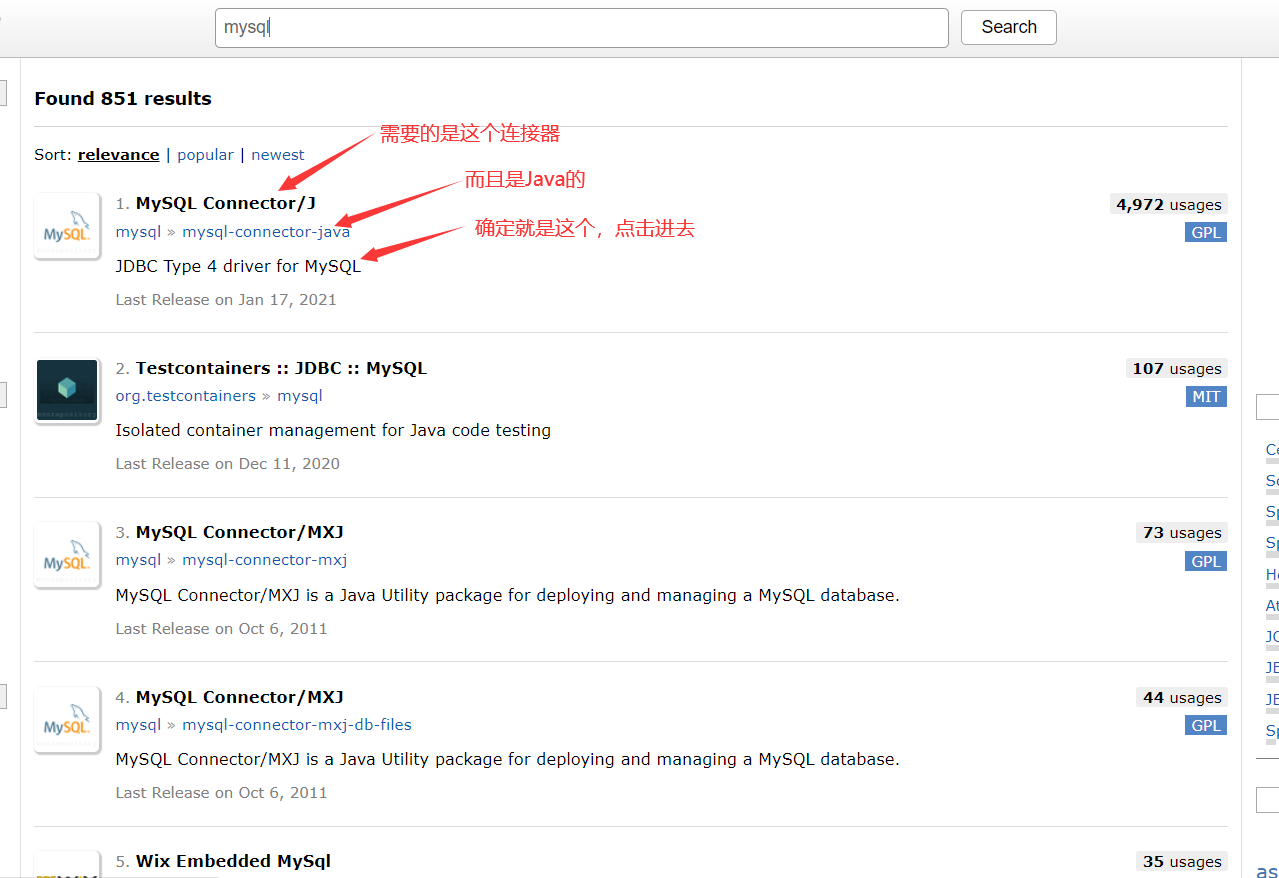 mysql
Search
Found 851 results
需要的是这个连接器
Sort: relevance | popular | newest
而且是Java的
1. MySQL Connector/J
4,972 usages
mysql » mysql-connector-java
GPL
确定就是这个，点击进去
JDBC Type 4 driver for MySQL
Last Release on Jan 17, 2021
MySQL
2. Testcontainers :: JDBC :: MySQL
107 usages
org.testcontainers » mysql
MIT
Isolated container management for Java code testing
Last Release on Dec 11, 2020
3. MySQL Connector/MXJ
73 usages
mysql » mysql-connector-mxj
GPL
MySQL Connector/MXJ is a Java Utility package for deploying and managing a MySQL database.
Last Release on Oct 6, 2011
MySQL
4. MySQL Connector/MXJ
44 usages
mysql » mysql-connector-mxj-db-files
GPL
MySQL Connector/MXJ is a Java Utility package for deploying and managing a MySQL database.
Last Release on Oct 6, 2011
MySQL
5. Wix Embedded MySql
35 usages